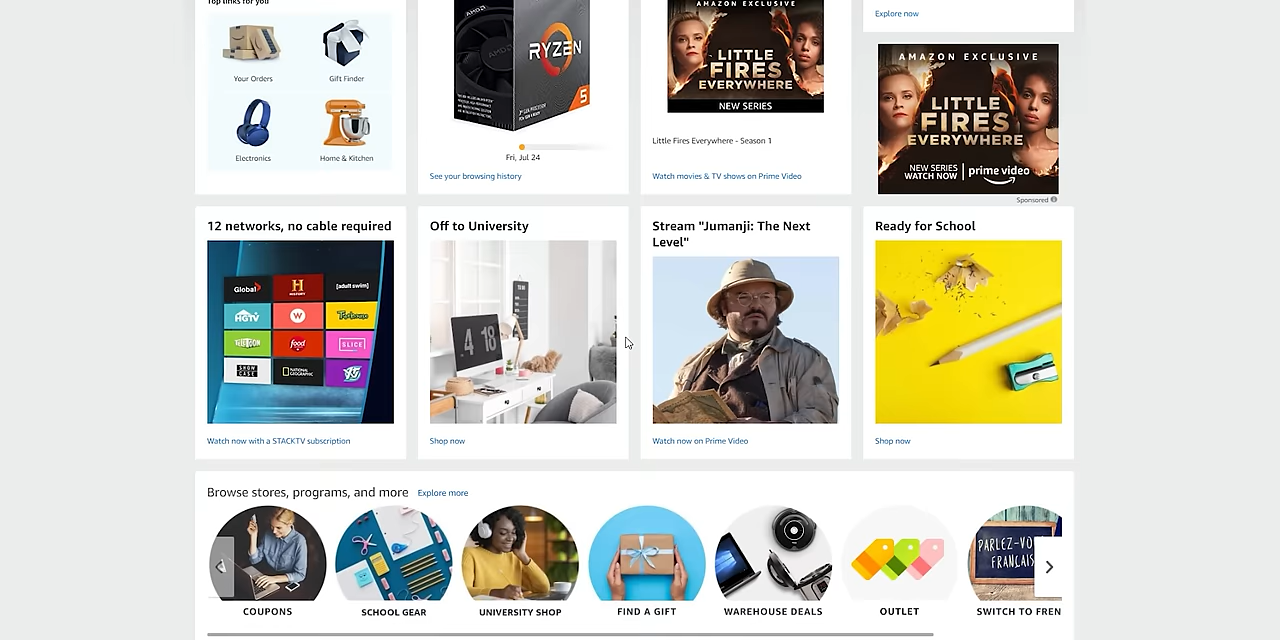 Top links for you
Your Orders
Gift Finder
Electronics
Home & Kitchen
AMD
RYZEN
5
Fri, Jul 24
See your browsing history
AMAZON EXCLUSIVE
LITTLE
FIRES
EVERYWHERE
NEW SERIES
Little Fires Everywhere - Season 1
Watch movies & TV shows on Prime Video
Explore now
AMAZON EXCLUSIVE
LITTLE
FIRES
EVERYWHERE
NEW SERIES
WATCH NOW
prime video
Sponsored
12 networks, no cable required
Global
H
HISTORY
[adult swim]
HGTV
W
Treehouse
TELETOON
food
SLICE
SHOW
CASE
NATIONAL
GEOGRAPHIC
Watch now with a STACKTV subscription
Off to University
4 18
Shop now
Stream "Jumanji: The Next
Level"
Watch now on Prime Video
Ready for School
Shop now
Browse stores, programs, and more Explore more
PARLEZ-VO
FRANÇAIS
COUPONS
SCHOOL GEAR
UNIVERSITY SHOP
FIND A GIFT
WAREHOUSE DEALS
OUTLET
SWITCH TO FREN